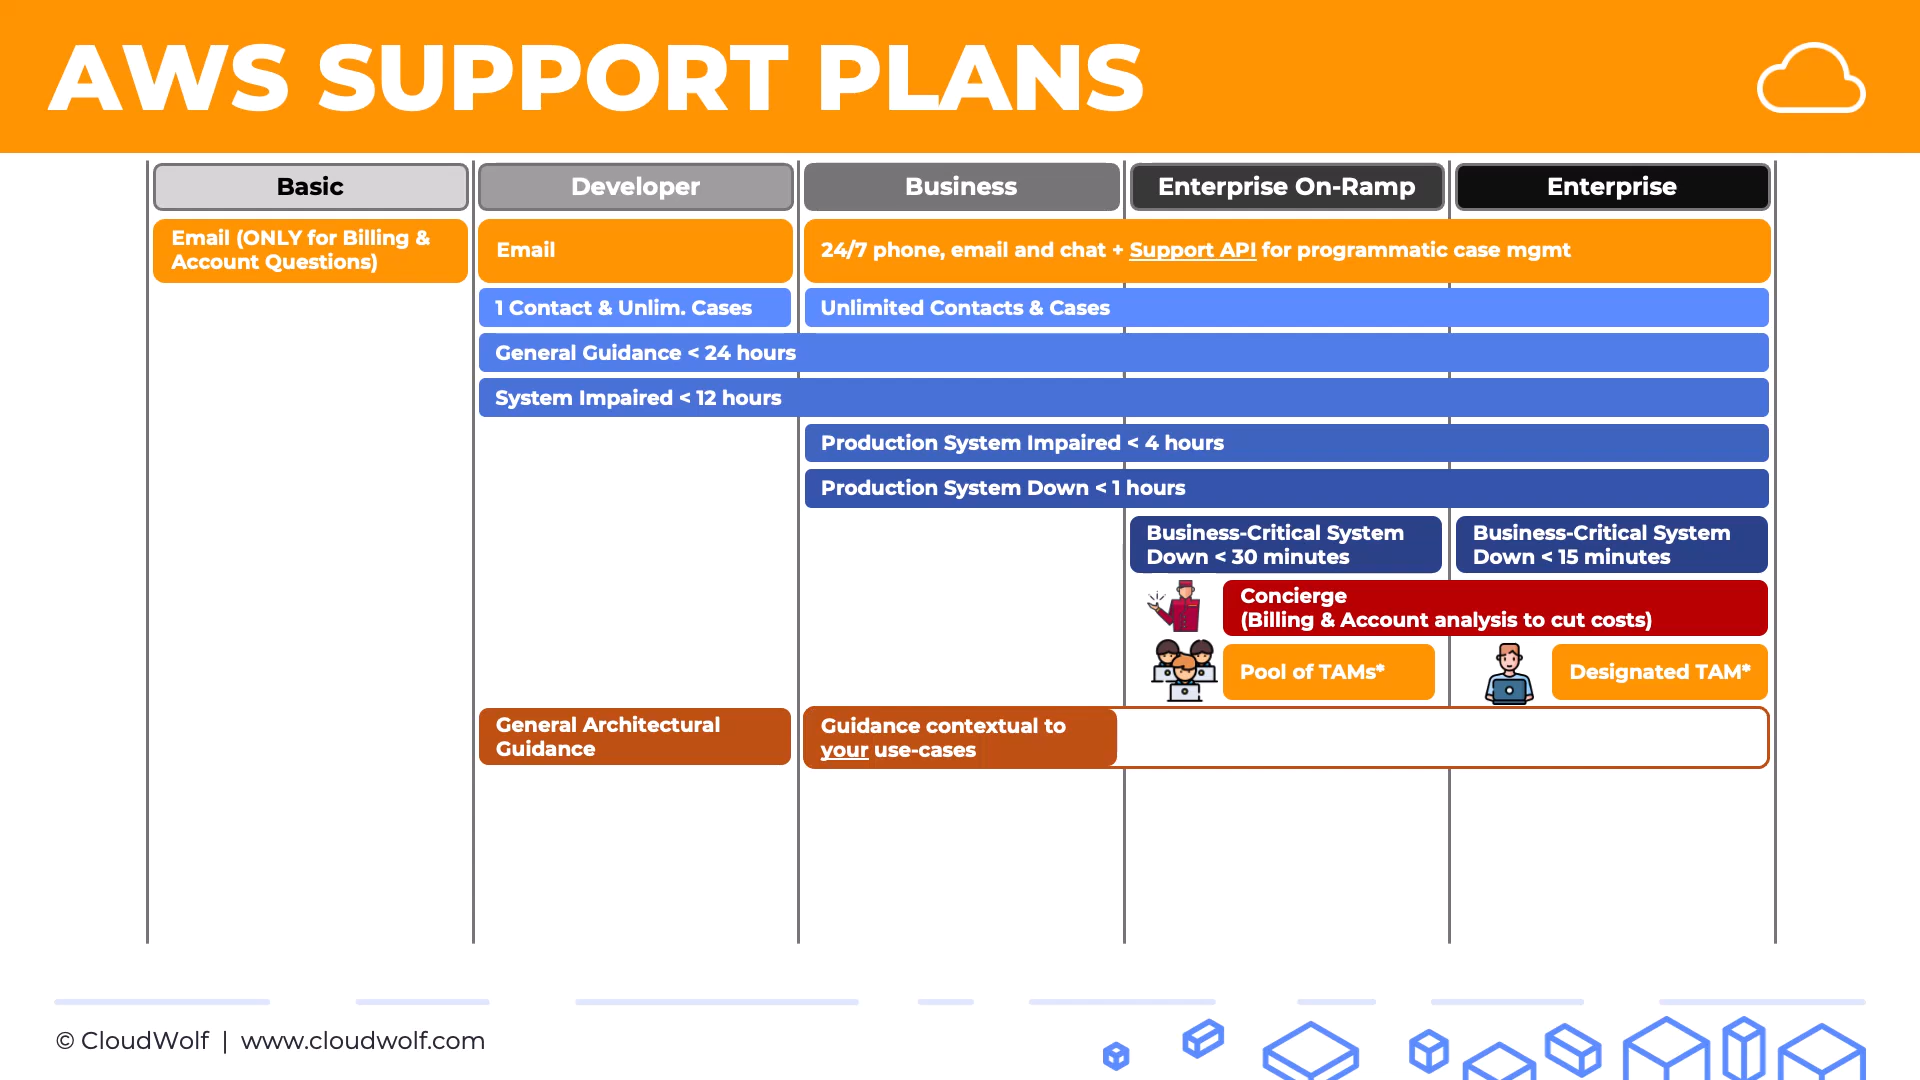 AWS SUPPORT PLANS
Basic
Developer
Business
Enterprise On-Ramp
Enterprise
Email (ONLY for Billing &
Account Questions)
Email
24/7 phone, email and chat + Support API for programmatic case mgmt
1 Contact & Unlim. Cases
Unlimited Contacts & Cases
General Guidance < 24 hours
System Impaired < 12 hours
Production System Impaired < 4 hours
Production System Down < 1 hours
Business-Critical System
Down < 30 minutes
Business-Critical System
Down < 15 minutes
Concierge
(Billing & Account analysis to cut costs)
Pool of TAMs*
Designated TAM*
General Architectural
Guidance
Guidance contextual to
your use-cases
© CloudWolf | www.cloudwolf.com